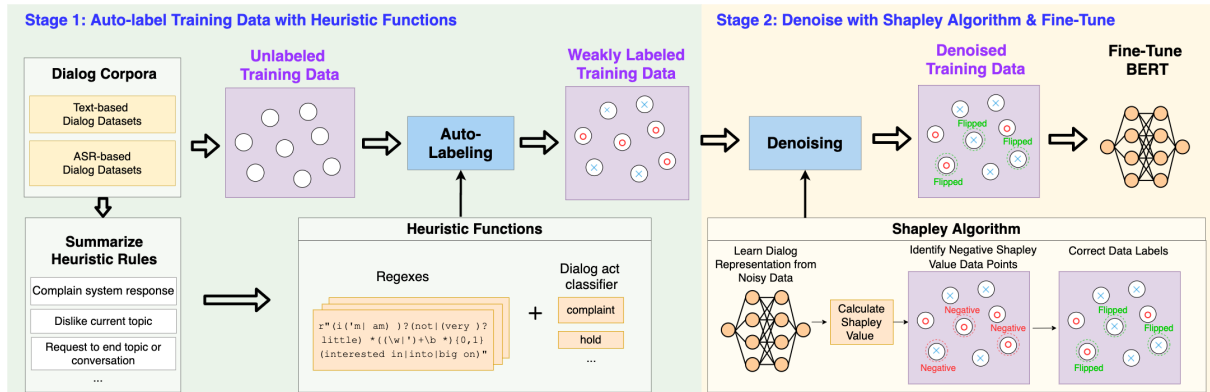 Stage 1: Auto-label Training Data with Heuristic Functions
Dialog Corpora
Text-based
Dialog Datasets
ASR-based
Dialog Datasets
Unlabeled
Training Data
Auto-
Labeling
Weakly Labeled
Training Data
Summarize
Heuristic Rules
Complain system response
Dislike current topic
Request to end topic or
conversation
...
Heuristic Functions
Regexes
r"(i('m| am) )?(not|(very )?
little) *((\w|')+\b *){0,1}
(interested in|into|big on)"
+
Dialog act
classifier
complaint
hold
...
Stage 2: Denoise with Shapley Algorithm & Fine-Tune
Denoising
Denoised
Training Data
Flipped
Flipped
Flipped
Fine-Tune
BERT
Shapley Algorithm
Learn Dialog
Representation from
Noisy Data
Calculate
Shapley
Value
Identify Negative Shapley
Value Data Points
Negative
Negative
Negative
Correct Data Labels
Flipped
Flipped
Flipped